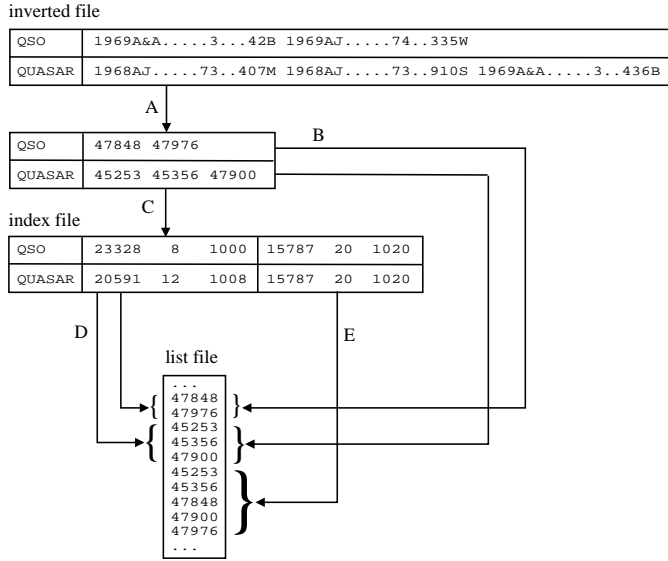 inverted file
QSO 1969A&A.....3...42B 1969AJ.....74..335W
QUASAR 1968AJ.....73..407M 1968AJ.....73..910S 1969A&A.....3..436B
A
B
QSO 47848 47976
QUASAR 45253 45356 47900
C
index file
QSO 23328 8 1000 15787 20 1020
QUASAR 20591 12 1008 15787 20 1020
D
E
list file
...
47848
47976
45253
45356
47900
45253
45356
47848
47900
47976
...